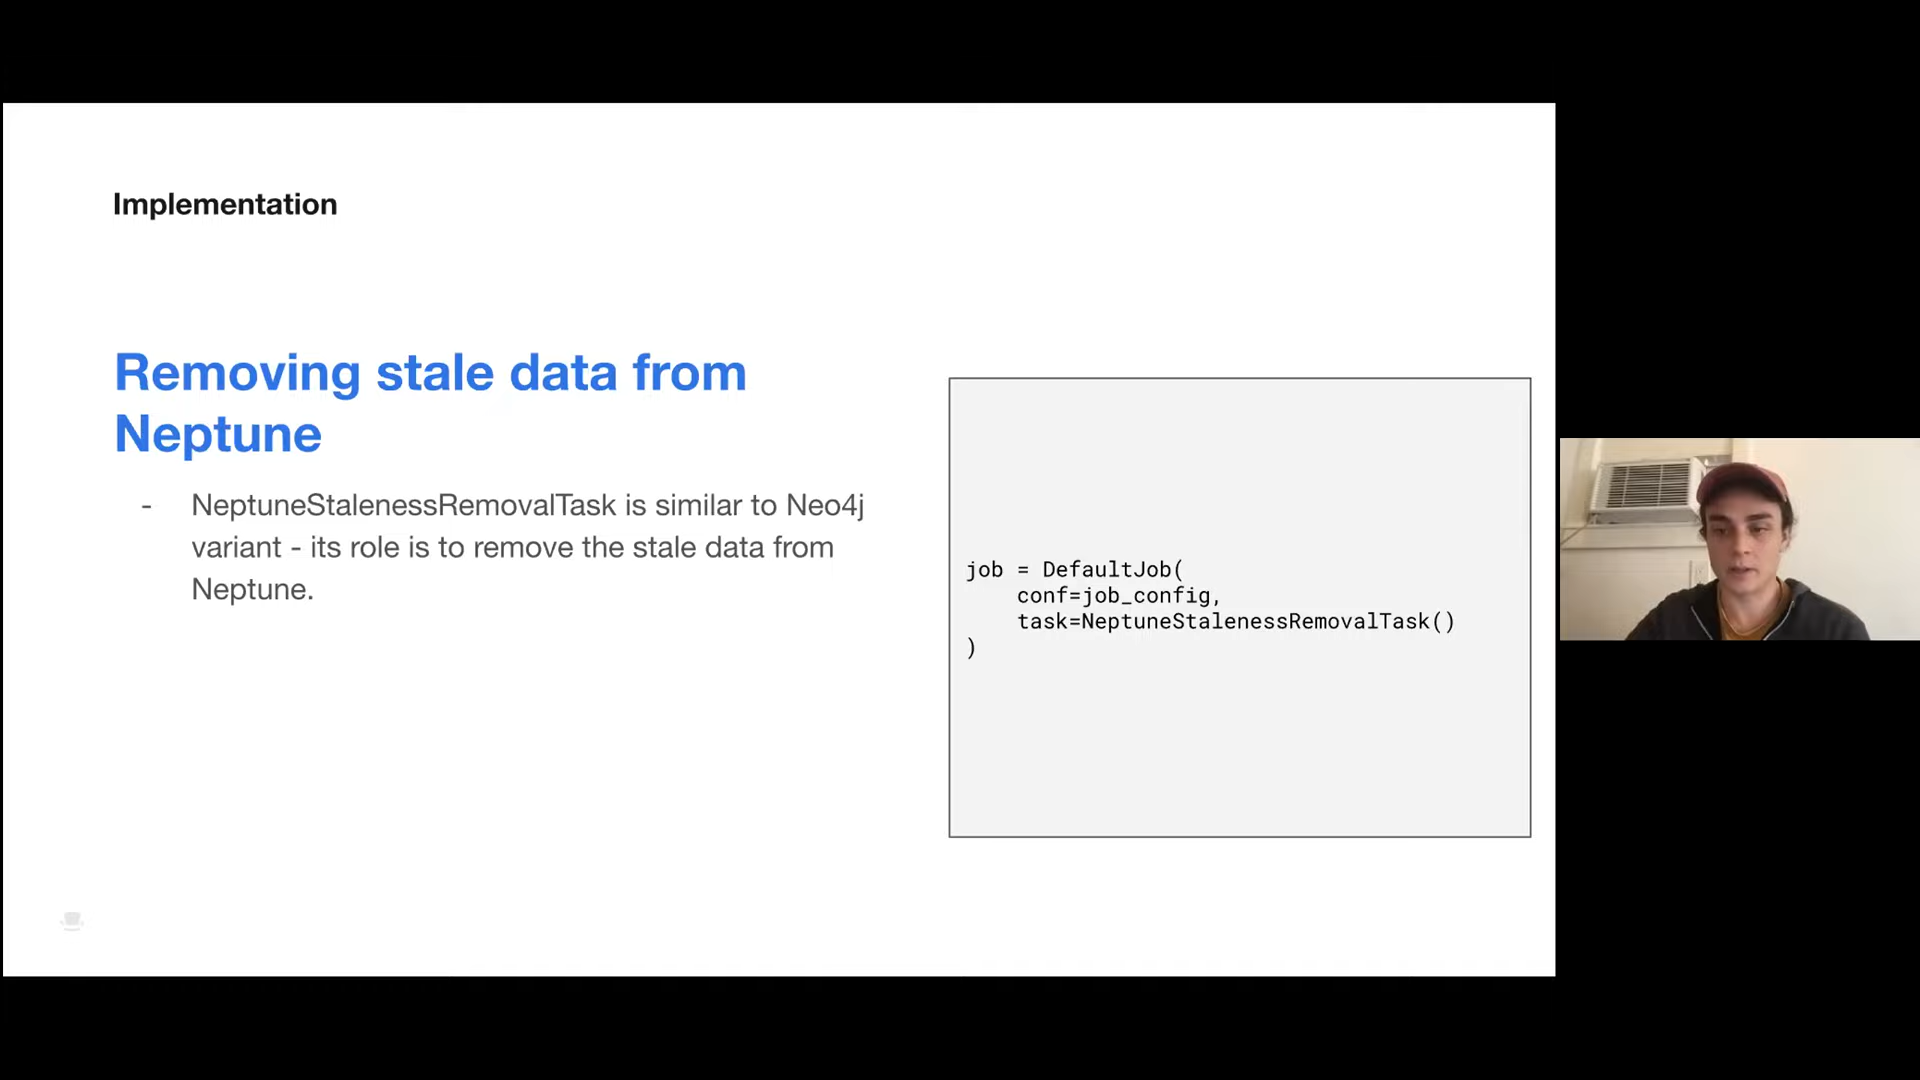 Implementation
Removing stale data from
Neptune
- NeptuneStalenessRemovalTask is similar to Neo4j
variant - its role is to remove the stale data from
Neptune.
job = DefaultJob(
    conf=job_config,
    task=NeptuneStalenessRemovalTask()
)